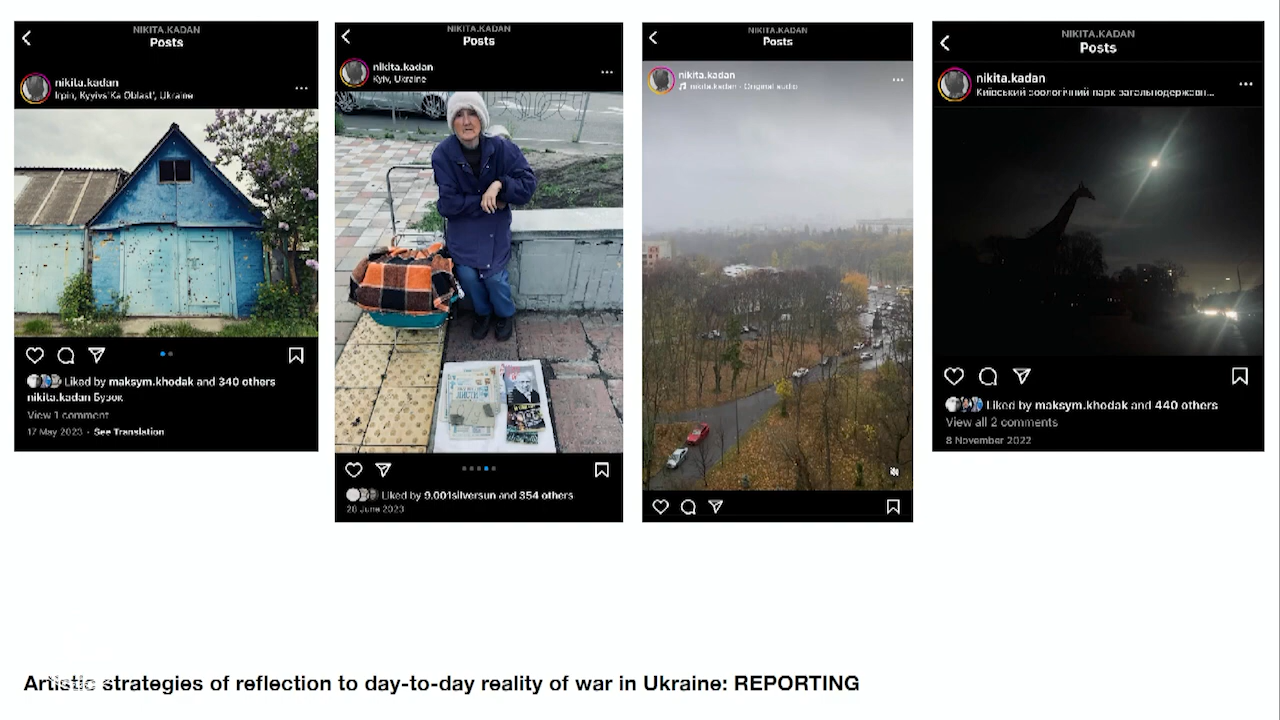 NIKITA.KADAN
Posts
nikita.kadan
Irpin, Kyyivs'Ka Oblast', Ukraine
Liked by maksym.khodak and 340 others
nikita.kadan Бузок
View 1 comment
17 May 2023 · See Translation
NIKITA.KADAN
Posts
nikita.kadan
Kyiv, Ukraine
Liked by 9.001silversun and 354 others
28 June 2023
NIKITA.KADAN
Posts
nikita.kadan
nikita.kadan · Original audio
NIKITA.KADAN
Posts
nikita.kadan
Київський зоологічний парк загальнодержавн...
Liked by maksym.khodak and 440 others
View all 2 comments
8 November 2022
Artistic strategies of reflection to day-to-day reality of war in Ukraine: REPORTING